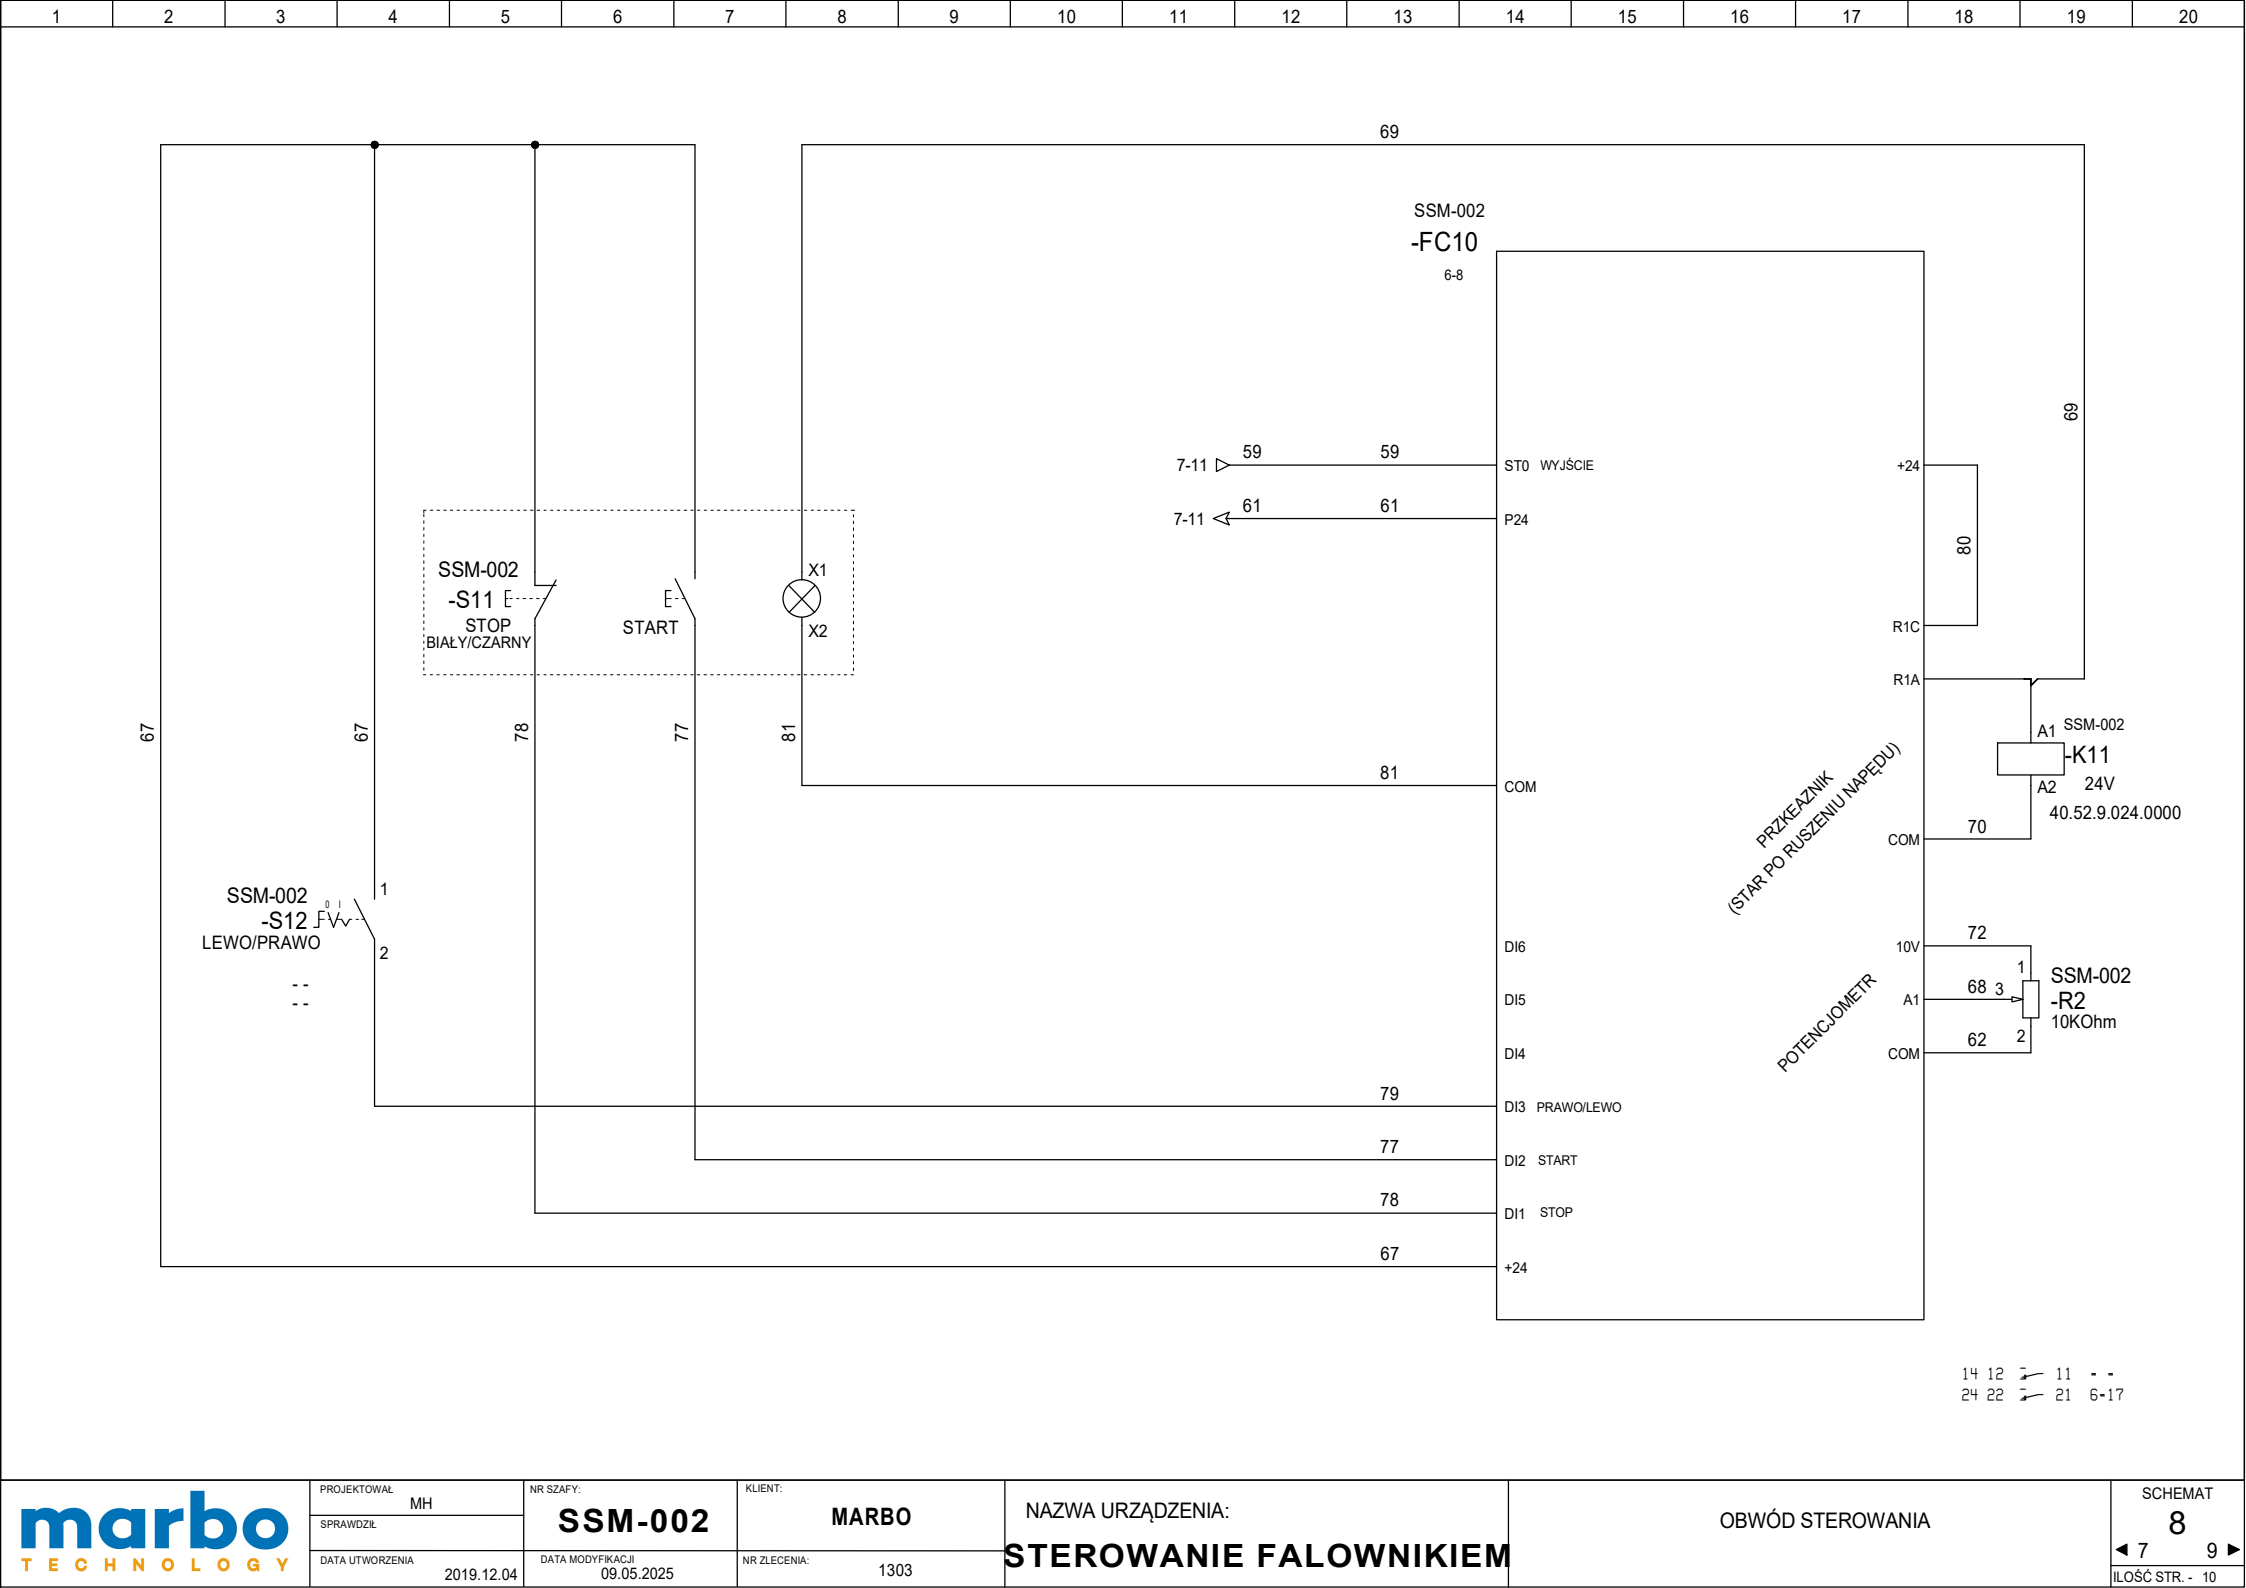 1 2 3 4 5 6 7 8 9 10 11 12 13 14 15 16 17 18 19 20
69
SSM-002
-FC10
6-8
69
7-11 59 59 ST0 WYJŚCIE +24
7-11 61 61 P24
80
SSM-002
-S11
STOP
BIAŁY/CZARNY
START
X1
X2
R1C
R1A
67 67 78 77 81
A1 SSM-002
-K11
A2 24V
40.52.9.024.0000
81 COM
PRZKEAZNIK
(STAR PO RUSZENIU NAPĘDU)
COM 70
SSM-002
-S12
LEWO/PRAWO
0 I
1
2
- -
- -
DI6
DI5
DI4
10V 72
A1 68 3
COM 62
1
2
SSM-002
-R2
10KOhm
POTENCJOMETR
79 DI3 PRAWO/LEWO
77 DI2 START
78 DI1 STOP
67 +24
14 12 11 - -
24 22 21 6-17
marbo
TECHNOLOGY
PROJEKTOWAŁ
MH
SPRAWDZIŁ
DATA UTWORZENIA
2019.12.04
NR SZAFY:
SSM-002
DATA MODYFIKACJI
09.05.2025
KLIENT:
MARBO
NR ZLECENIA:
1303
NAZWA URZĄDZENIA:
STEROWANIE FALOWNIKIEM
OBWÓD STEROWANIA
SCHEMAT
8
7 9
ILOŚĆ STR. - 10